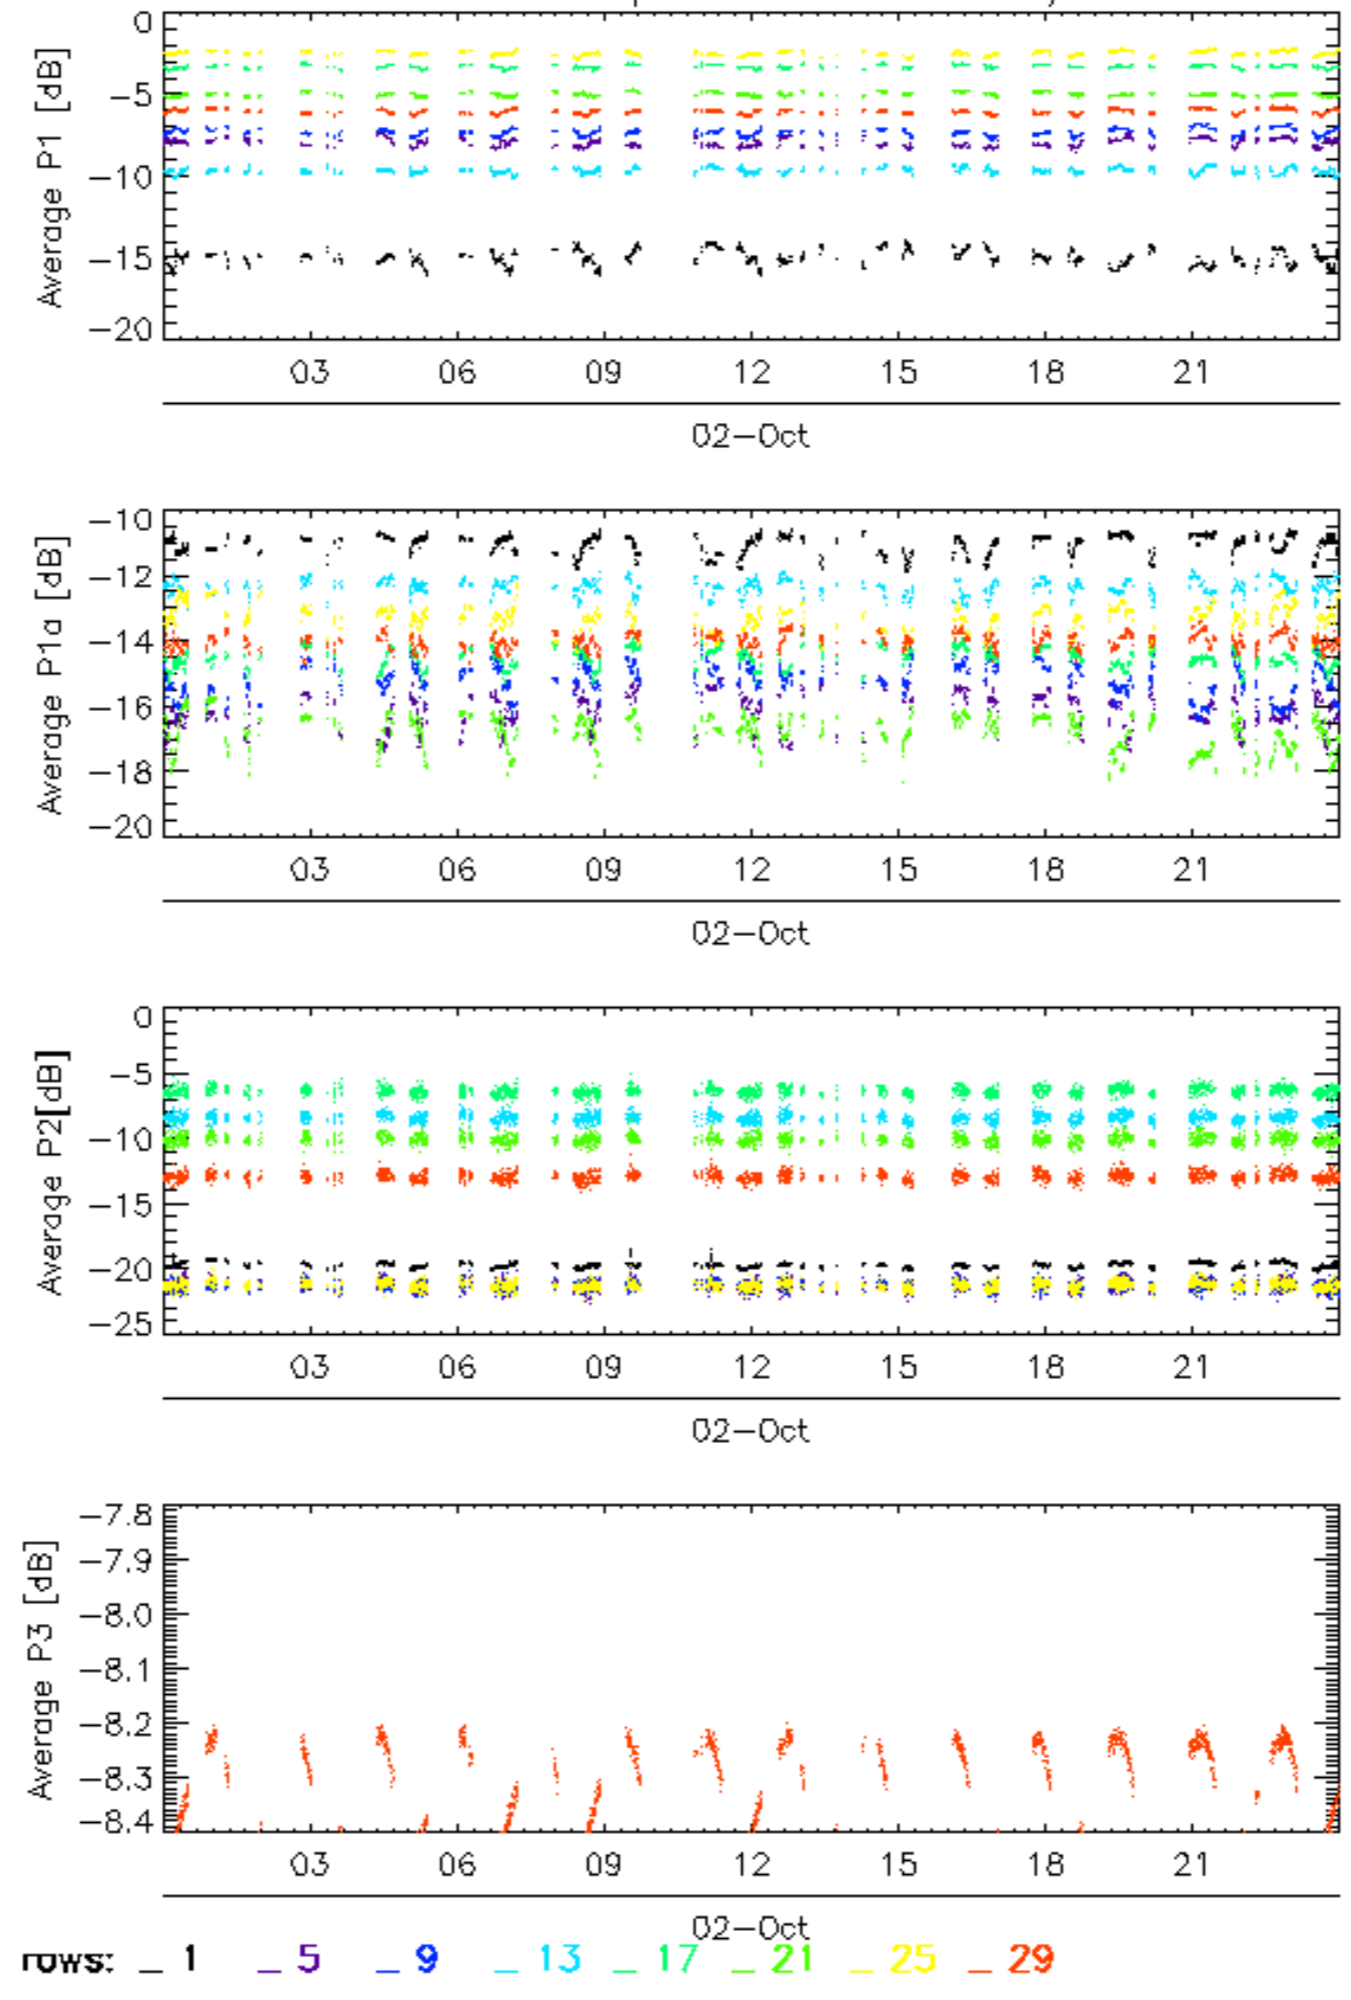 0
−5
−10
−15
−20
Average P1 [dB]
03 06 09 12 15 18 21
02−Oct
−10
−12
−14
−16
−18
−20
Average P1a [dB]
03 06 09 12 15 18 21
02−Oct
0
−5
−10
−15
−20
−25
Average P2[dB]
03 06 09 12 15 18 21
02−Oct
−7.8
−7.9
−8.0
−8.1
−8.2
−8.3
−8.4
Average P3 [dB]
03 06 09 12 15 18 21
02−Oct
rows: _ 1 _ 5 _ 9 _ 13 _ 17 _ 21 _ 25 _ 29